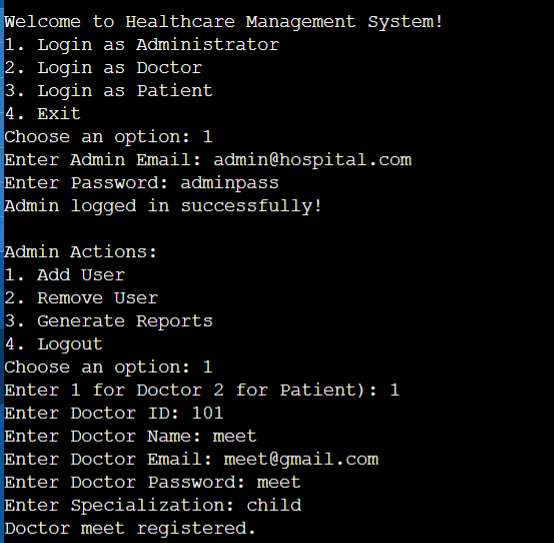 Welcome to Healthcare Management System!
1. Login as Administrator
2. Login as Doctor
3. Login as Patient
4. Exit
Choose an option: 1
Enter Admin Email: admin@hospital.com
Enter Password: adminpass
Admin logged in successfully!
Admin Actions:
1. Add User
2. Remove User
3. Generate Reports
4. Logout
Choose an option: 1
Enter 1 for Doctor 2 for Patient): 1
Enter Doctor ID: 101
Enter Doctor Name: meet
Enter Doctor Email: meet@gmail.com
Enter Doctor Password: meet
Enter Specialization: child
Doctor meet registered.